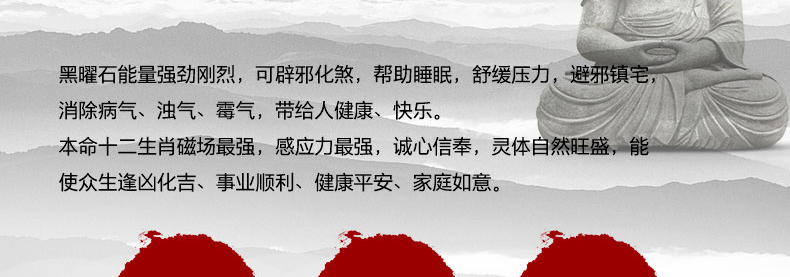 黑曜石能量强劲刚烈，可辟邪化煞，帮助睡眠，舒缓压力，避邪镇宅，
消除病气、浊气、霉气，带给人健康、快乐。
本命十二生肖磁场最强，感应力最强，诚心信奉，灵体自然旺盛，能
使众生逢凶化吉、事业顺利、健康平安、家庭如意。